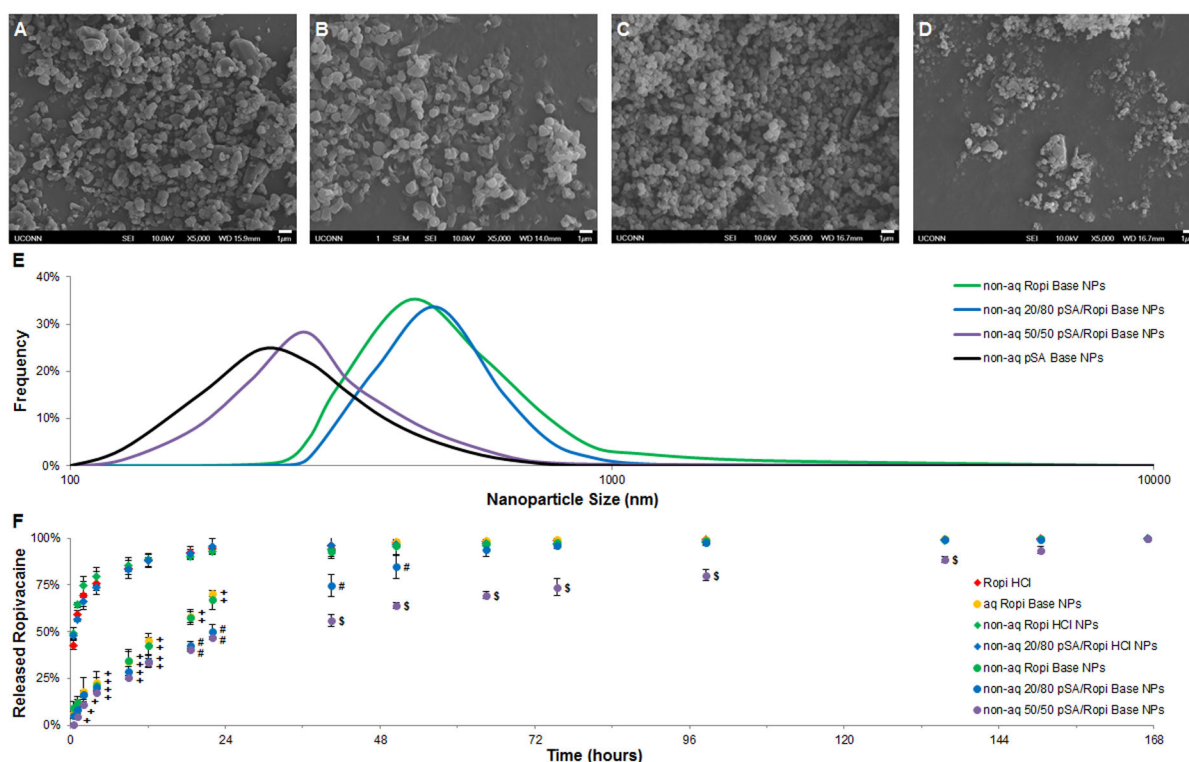 A
B
C
D
UCONN SEI 10.0kV X5,000 WD 15.9mm 1µm
UCONN 1 SEM SEI 10.0kV X5,000 WD 14.0mm 1µm
UCONN SEI 10.0kV X5,000 WD 16.7mm 1µm
UCONN SEI 10.0kV X5,000 WD 16.7mm 1µm
E
40%
30%
20%
10%
0%
Frequency
100 1000 10000
Nanoparticle Size (nm)
non-aq Ropi Base NPs
non-aq 20/80 pSA/Ropi Base NPs
non-aq 50/50 pSA/Ropi Base NPs
non-aq pSA Base NPs
F
100%
75%
50%
25%
0%
Released Ropivacaine
0 24 48 72 96 120 144 168
Time (hours)
Ropi HCl
aq Ropi Base NPs
non-aq Ropi HCl NPs
non-aq 20/80 pSA/Ropi HCl NPs
non-aq Ropi Base NPs
non-aq 20/80 pSA/Ropi Base NPs
non-aq 50/50 pSA/Ropi Base NPs
+ + + + + + + + + + + + + + + +
# # # # # #
$ $ $ $ $ $